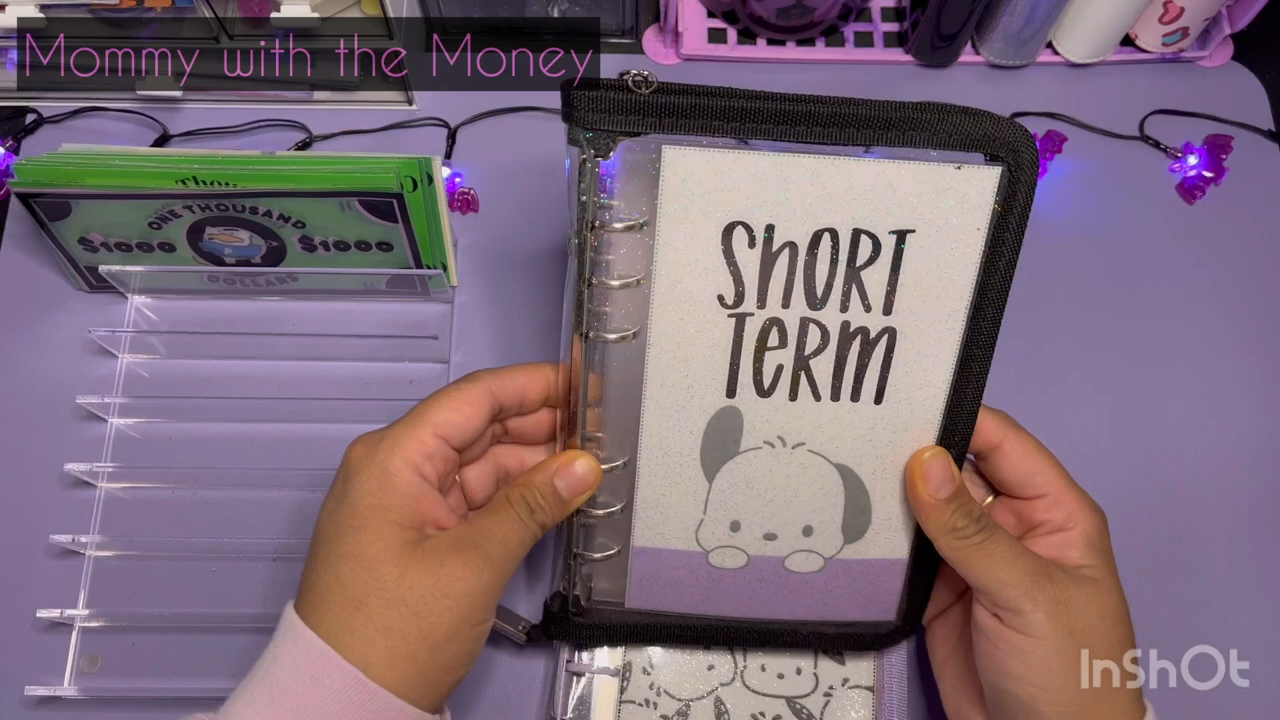 Mommy with the Money
ONE THOUSAND
$1000 $1000
DOLLARS
ShORT
TeRm
InShOt